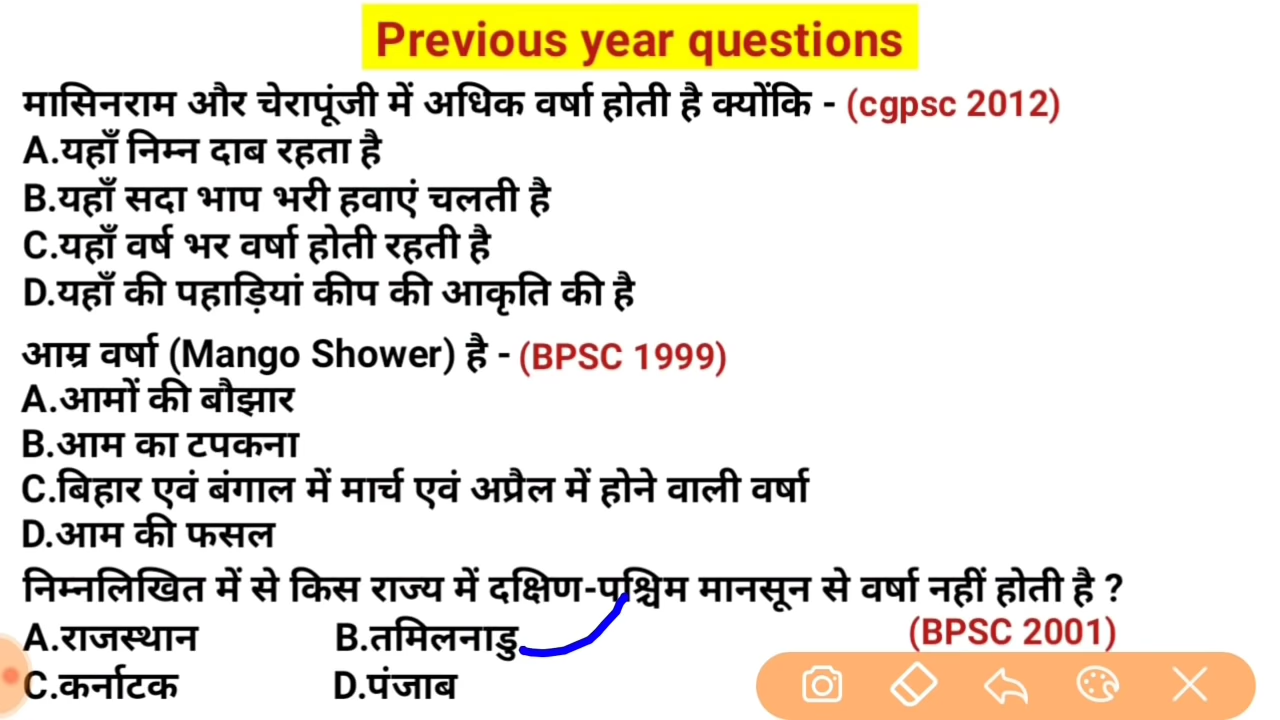 Previous year questions
मासिनराम और चेरापूंजी में अधिक वर्षा होती है क्योंकि - (cgpsc 2012)
A.यहाँ निम्न दाब रहता है
B.यहाँ सदा भाप भरी हवाएं चलती है
C.यहाँ वर्ष भर वर्षा होती रहती है
D.यहाँ की पहाड़ियां कीप की आकृति की है
आम्र वर्षा (Mango Shower) है - (BPSC 1999)
A.आमों की बौझार
B.आम का टपकना
C.बिहार एवं बंगाल में मार्च एवं अप्रैल में होने वाली वर्षा
D.आम की फसल
निम्नलिखित में से किस राज्य में दक्षिण-पश्चिम मानसून से वर्षा नहीं होती है ?
A.राजस्थान B.तमिलनाडु (BPSC 2001)
C.कर्नाटक D.पंजाब